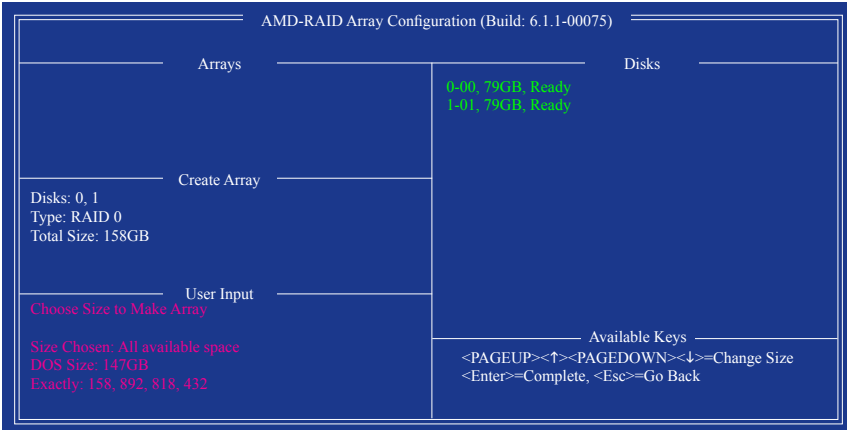 AMD-RAID Array Configuration (Build: 6.1.1-00075)
Arrays
Create Array
Disks: 0, 1
Type: RAID 0
Total Size: 158GB
User Input
Choose Size to Make Array
Size Chosen: All available space
DOS Size: 147GB
Exactly: 158, 892, 818, 432
Disks
0-00, 79GB, Ready
1-01, 79GB, Ready
Available Keys
<PAGEUP><↑><PAGEDOWN><↓>=Change Size
<Enter>=Complete, <Esc>=Go Back